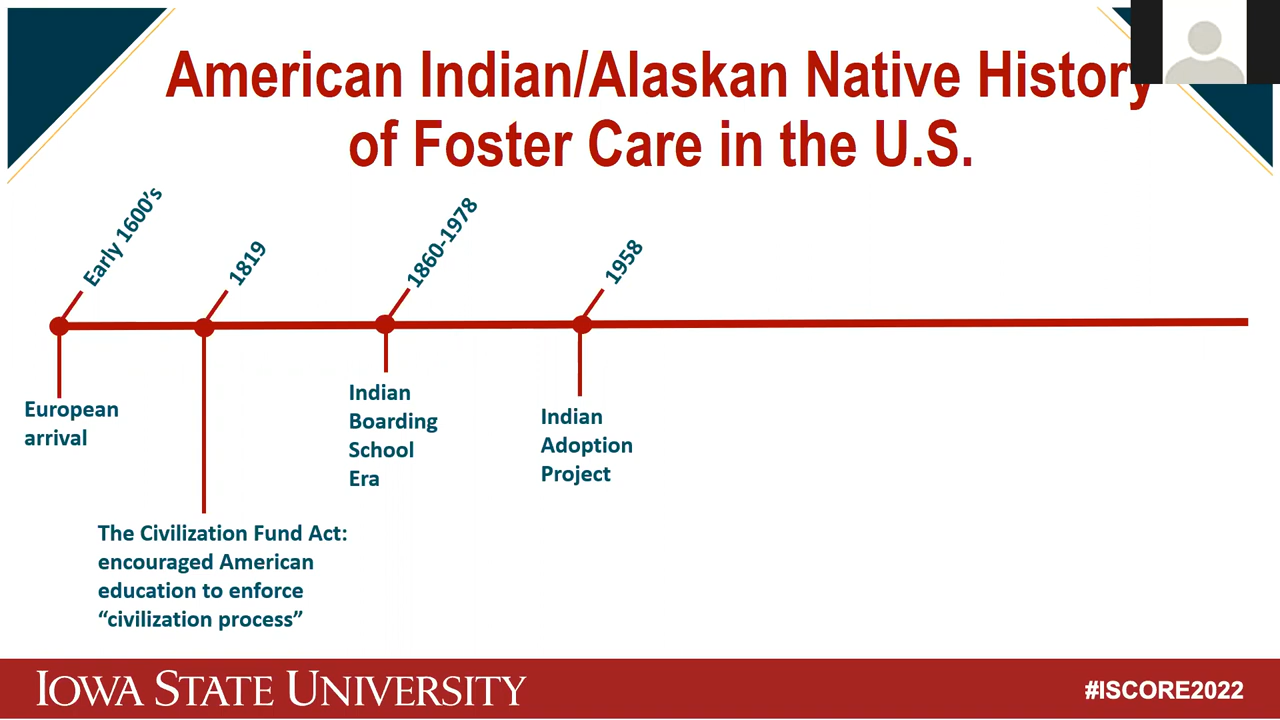 American Indian/Alaskan Native History
of Foster Care in the U.S.
Early 1600's
1819
1860-1978
1958
European
arrival
The Civilization Fund Act:
encouraged American
education to enforce
“civilization process”
Indian
Boarding
School
Era
Indian
Adoption
Project
IOWA STATE UNIVERSITY
#ISCORE2022